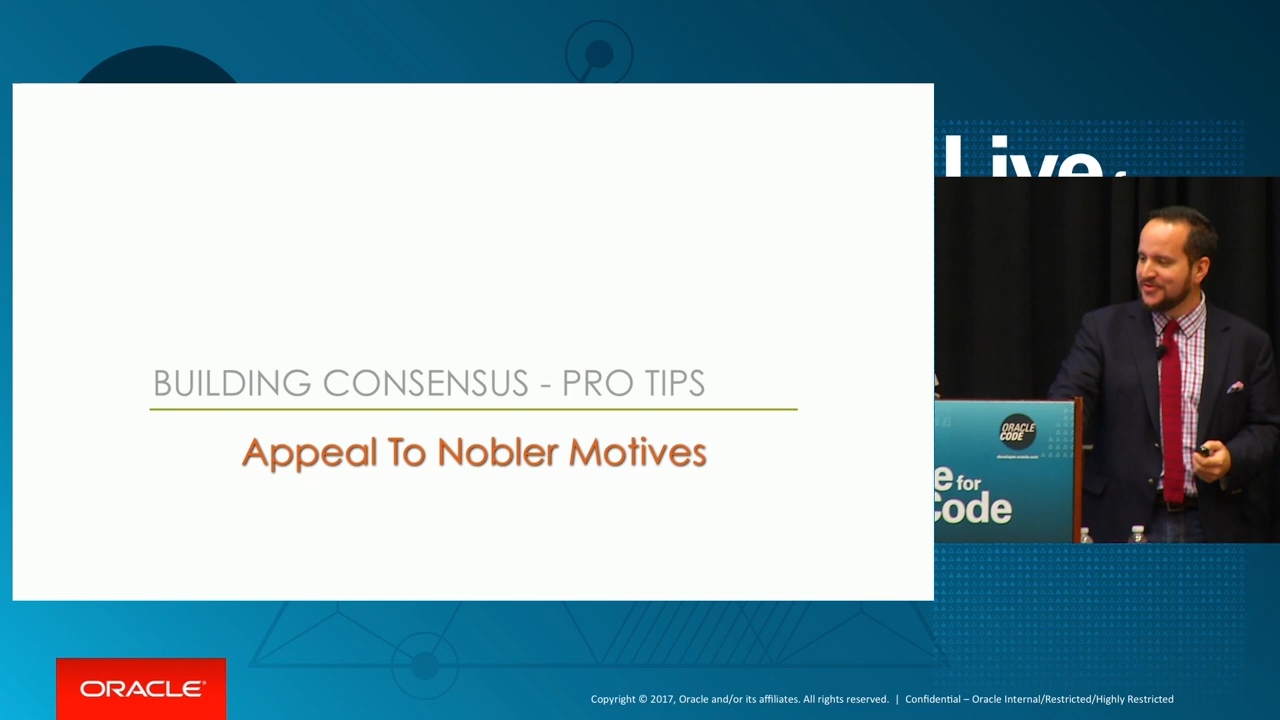 Live
BUILDING CONSENSUS - PRO TIPS
Appeal To Nobler Motives
ORACLE
CODE
developer.oracle.com
e for
Code
ORACLE
Copyright © 2017, Oracle and/or its affiliates. All rights reserved. | Confidential – Oracle Internal/Restricted/Highly Restricted